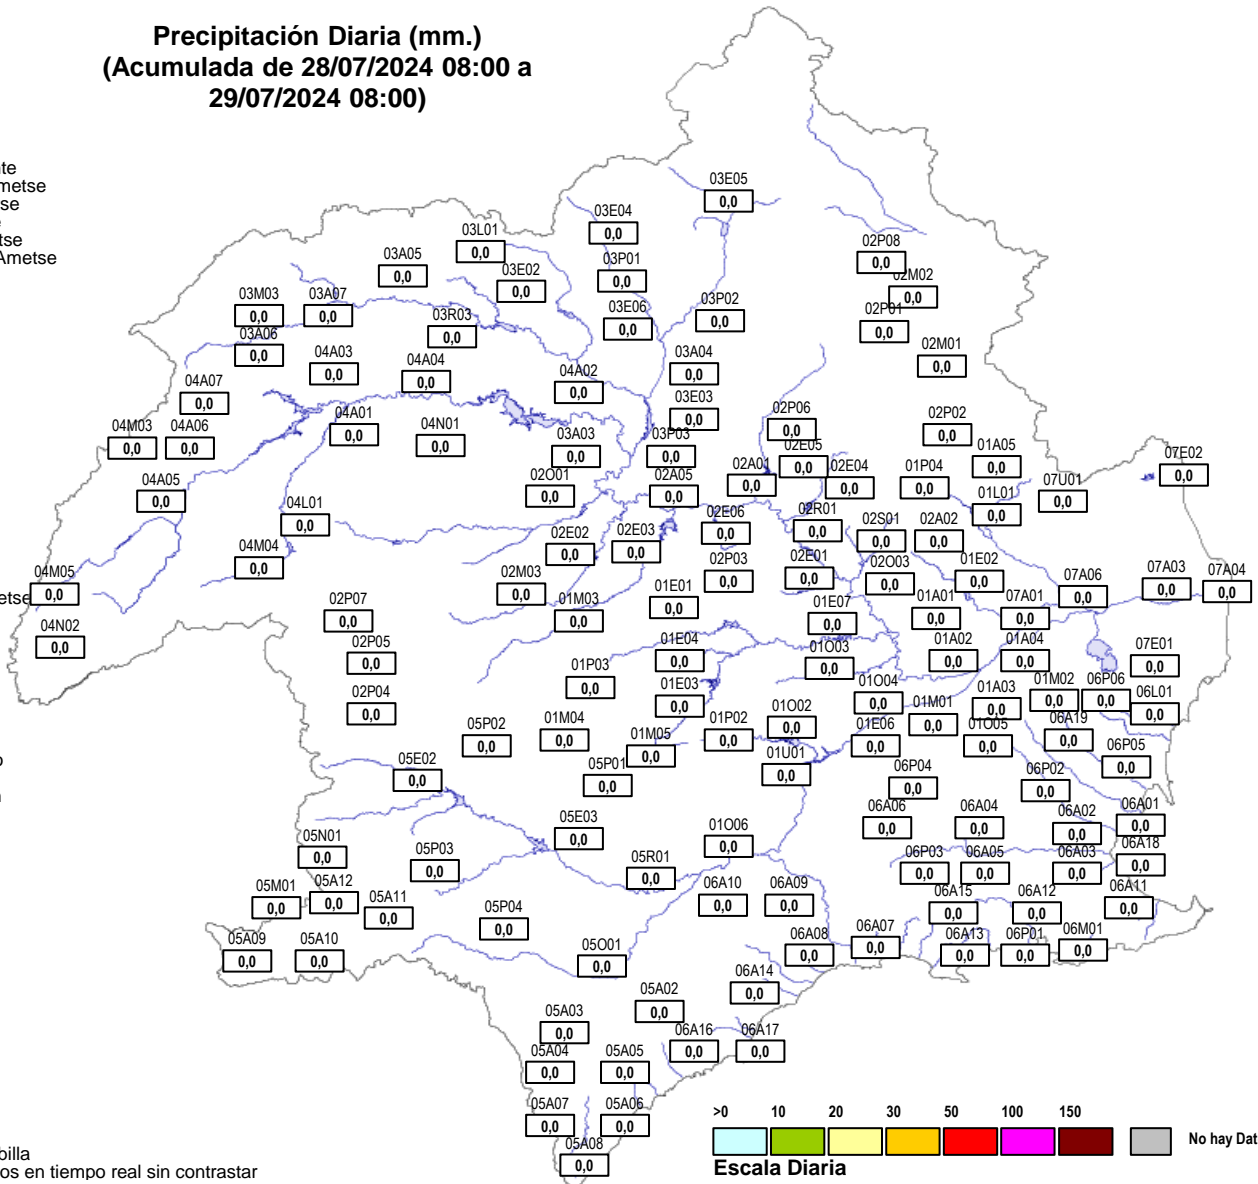 Precipitación Diaria (mm.)
(Acumulada de 28/07/2024 08:00 a
29/07/2024 08:00)
03E05
0,0
03E04
0,0
03L01
0,0
02P08
0,0
03A05
0,0
03P01
0,0
03E02
0,0
02M02
0,0
03M03
0,0
03A07
0,0
03P02
0,0
03E06
0,0
02P01
0,0
03R03
0,0
03A06
0,0
02M01
0,0
04A03
0,0
03A04
0,0
04A04
0,0
04A02
0,0
04A07
0,0
03E03
0,0
02P06
0,0
04A01
0,0
02P02
0,0
04M03
0,0
04A06
0,0
04N01
0,0
03A03
0,0
03P03
0,0
02E05
0,0
01A05
0,0
07E02
0,0
02A01
0,0
02E04
0,0
01P04
0,0
02O01
0,0
02A05
0,0
04A05
0,0
07U01
0,0
01L01
0,0
04L01
0,0
02E06
0,0
02R01
0,0
02S01
0,0
02A02
0,0
02E02
0,0
02E03
0,0
04M04
0,0
02P03
0,0
02E01
0,0
02O03
0,0
01E02
0,0
07A03
0,0
07A04
0,0
04M05
0,0
02M03
0,0
07A06
0,0
01E01
0,0
01M03
0,0
02P07
0,0
01E07
0,0
01A01
0,0
07A01
0,0
04N02
0,0
02P05
0,0
01E04
0,0
01O03
0,0
01A02
0,0
01A04
0,0
07E01
0,0
01P03
0,0
01E03
0,0
01O04
0,0
01M02
0,0
06P06
0,0
02P04
0,0
01A03
0,0
06L01
0,0
01M01
0,0
01O02
0,0
05P02
0,0
01M04
0,0
01P02
0,0
01E06
0,0
01O05
0,0
06A19
0,0
01M05
0,0
06P05
0,0
01U01
0,0
05E02
0,0
05P01
0,0
06P04
0,0
06P02
0,0
06A06
0,0
06A04
0,0
06A02
0,0
06A01
0,0
05E03
0,0
01O06
0,0
05N01
0,0
06A18
0,0
05P03
0,0
05R01
0,0
06P03
0,0
06A05
0,0
06A03
0,0
05M01
0,0
05A12
0,0
05A11
0,0
06A10
0,0
06A09
0,0
06A15
0,0
06A12
0,0
06A11
0,0
05P04
0,0
05A09
0,0
05A10
0,0
06A08
0,0
06A07
0,0
06A13
0,0
06P01
0,0
06M01
0,0
05O01
0,0
06A14
0,0
05A02
0,0
05A03
0,0
06A16
0,0
06A17
0,0
05A04
0,0
05A05
0,0
05A07
0,0
05A06
0,0
05A08
0,0
>0 10 20 30 50 100 150
No hay Dat
Escala Diaria
billa
os en tiempo real sin contrastar